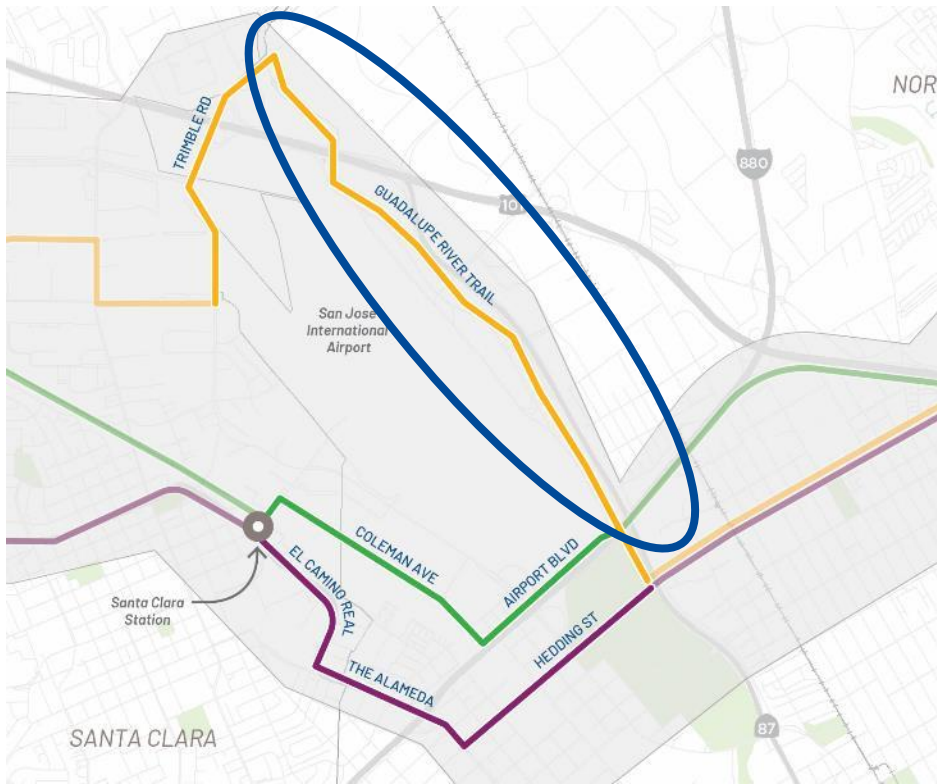 NOR
TRIMBLE RD
880
GUADALUPE RIVER TRAIL
San Jose
International
Airport
COLEMAN AVE
AIRPORT BLVD
EL CAMINO REAL
Santa Clara
Station
HEDDING ST
THE ALAMEDA
SANTA CLARA
87